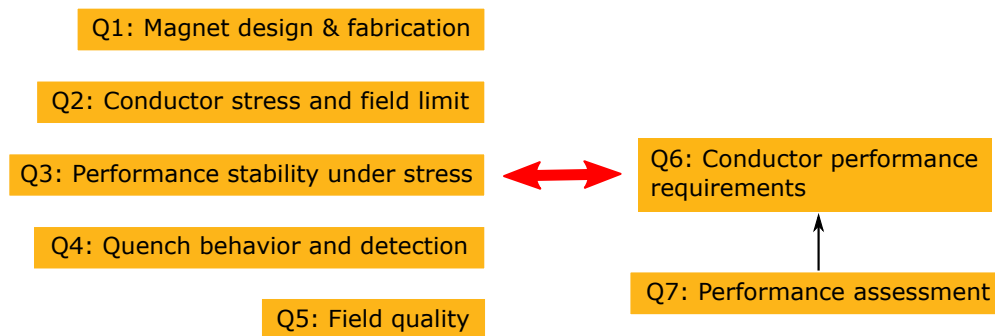 Q1: Magnet design & fabrication
Q2: Conductor stress and field limit
Q3: Performance stability under stress
Q4: Quench behavior and detection
Q5: Field quality
Q6: Conductor performance
requirements
Q7: Performance assessment